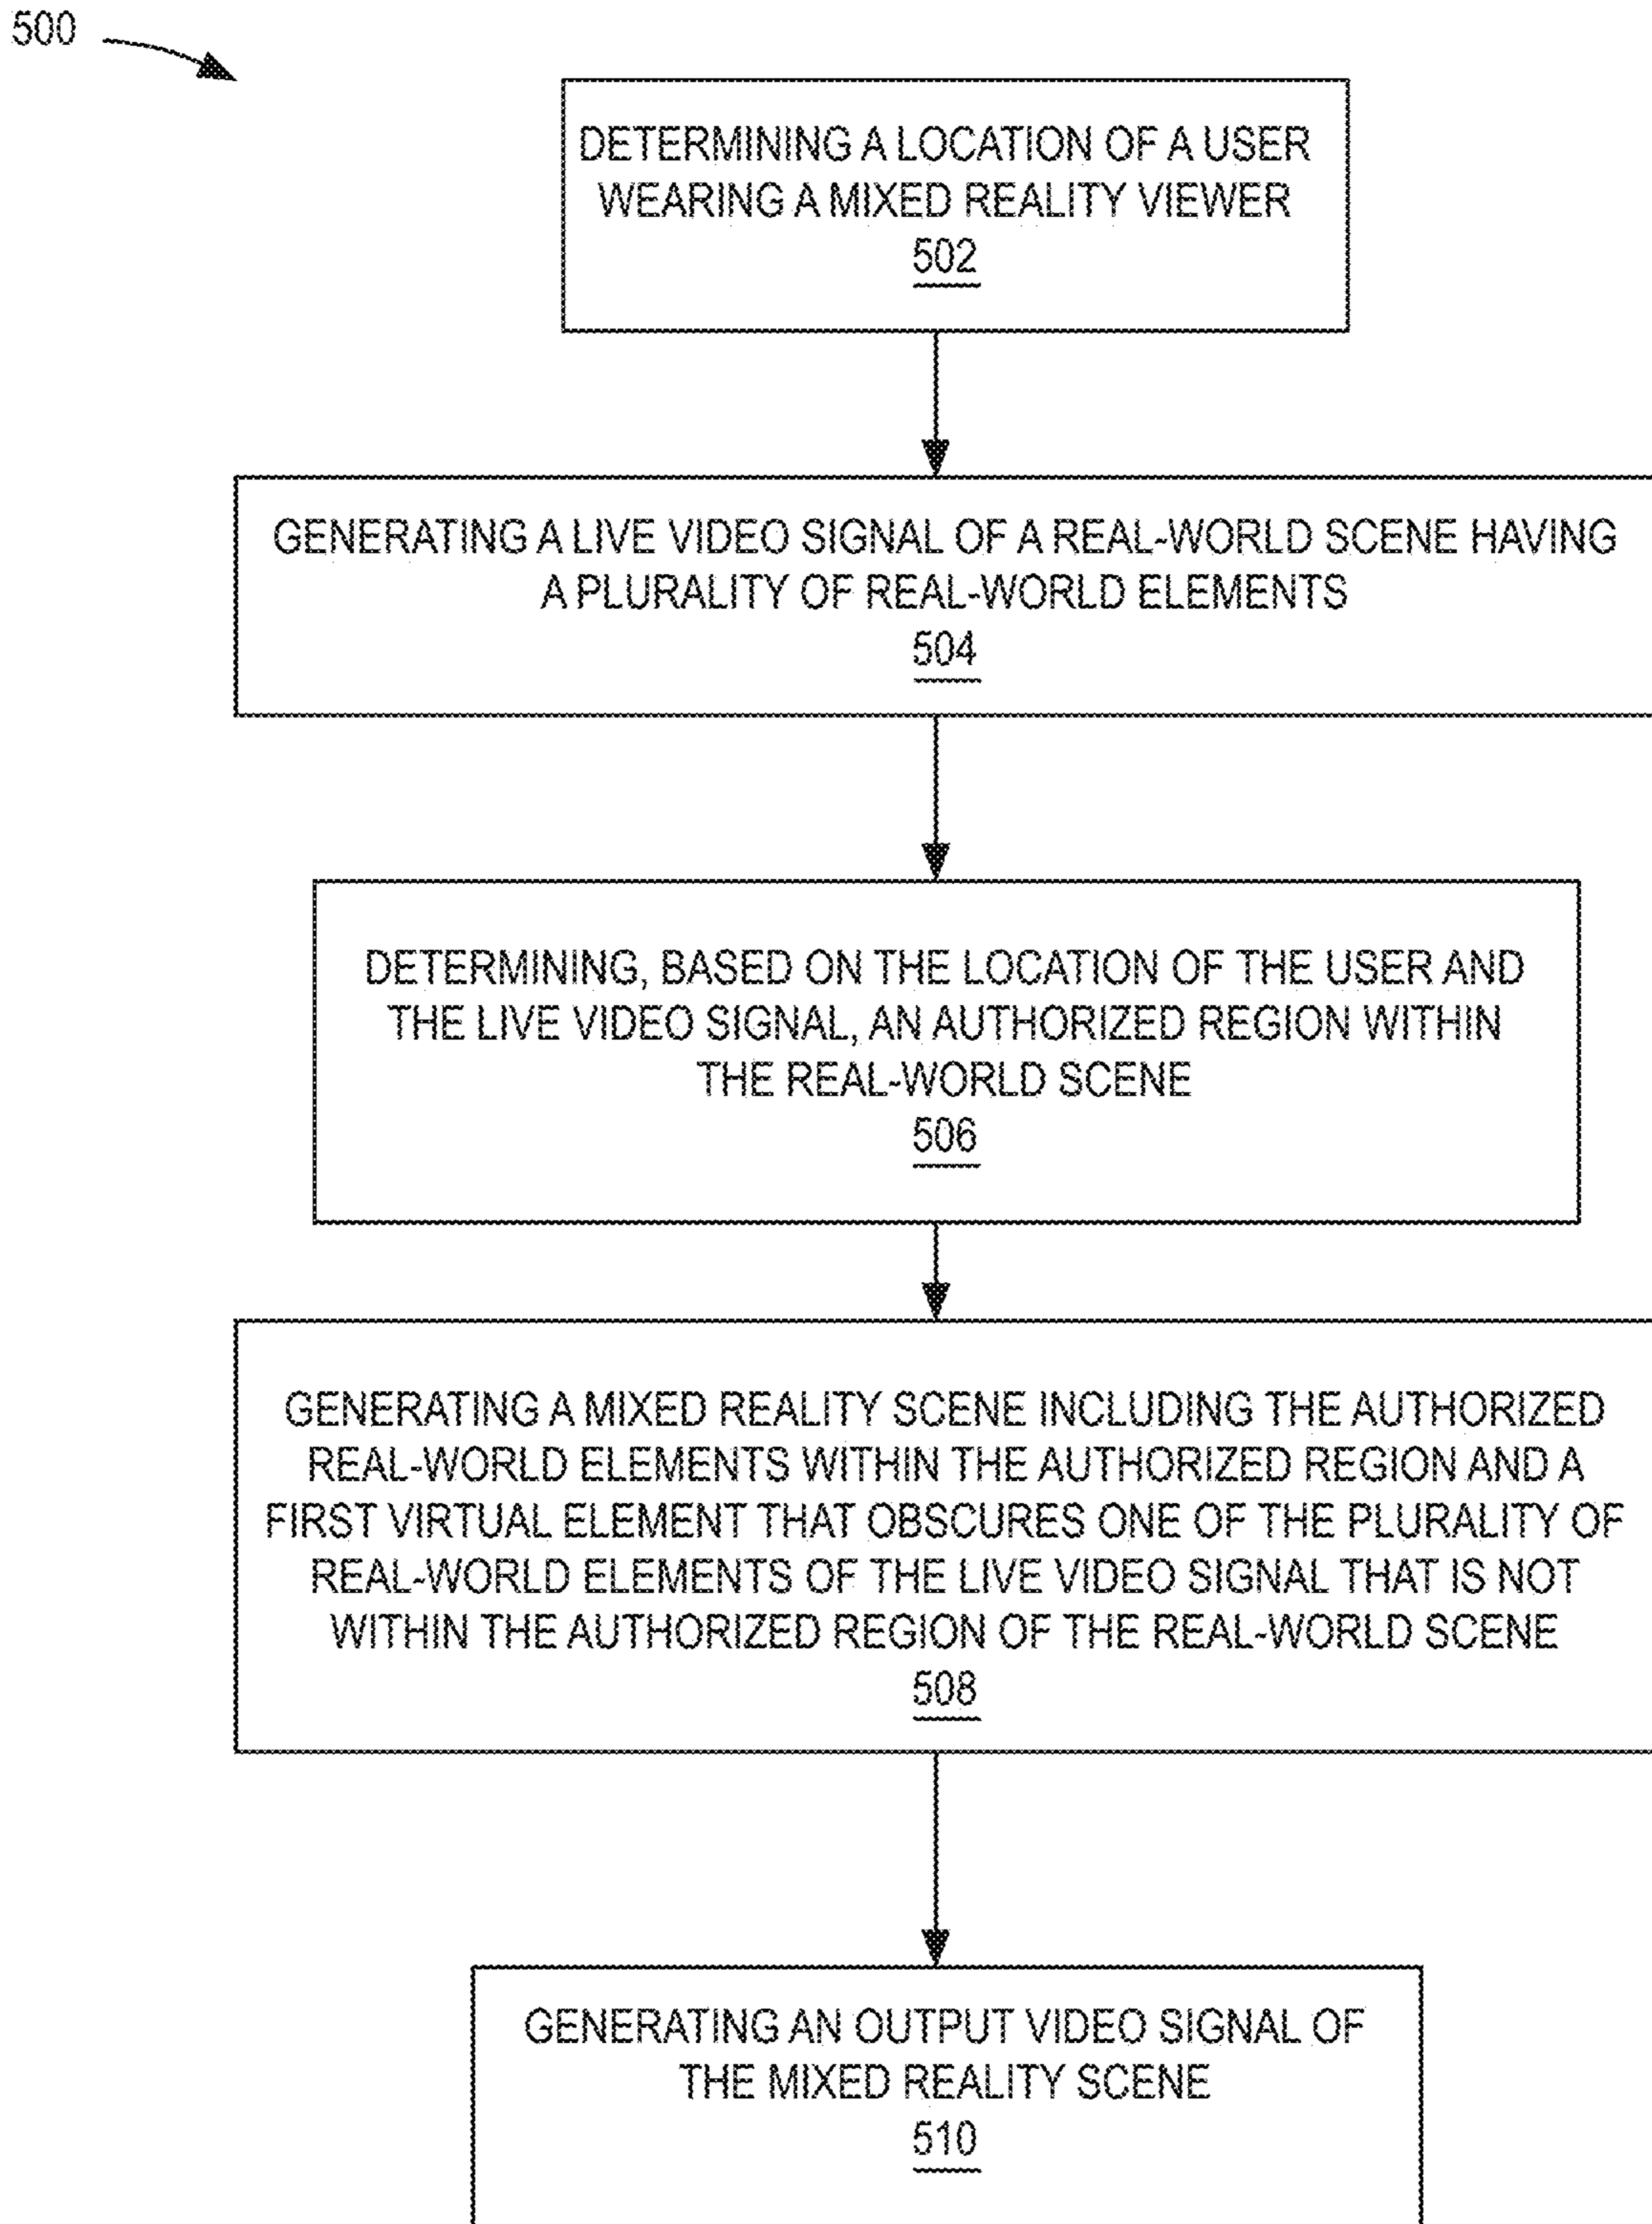 500
DETERMINING A LOCATION OF A USER
WEARING A MIXED REALITY VIEWER
502
GENERATING A LIVE VIDEO SIGNAL OF A REAL-WORLD SCENE HAVING
A PLURALITY OF REAL-WORLD ELEMENTS
504
DETERMINING, BASED ON THE LOCATION OF THE USER AND
THE LIVE VIDEO SIGNAL, AN AUTHORIZED REGION WITHIN
THE REAL-WORLD SCENE
506
GENERATING A MIXED REALITY SCENE INCLUDING THE AUTHORIZED
REAL-WORLD ELEMENTS WITHIN THE AUTHORIZED REGION AND A
FIRST VIRTUAL ELEMENT THAT OBSCURES ONE OF THE PLURALITY OF
REAL-WORLD ELEMENTS OF THE LIVE VIDEO SIGNAL THAT IS NOT
WITHIN THE AUTHORIZED REGION OF THE REAL-WORLD SCENE
508
GENERATING AN OUTPUT VIDEO SIGNAL OF
THE MIXED REALITY SCENE
510